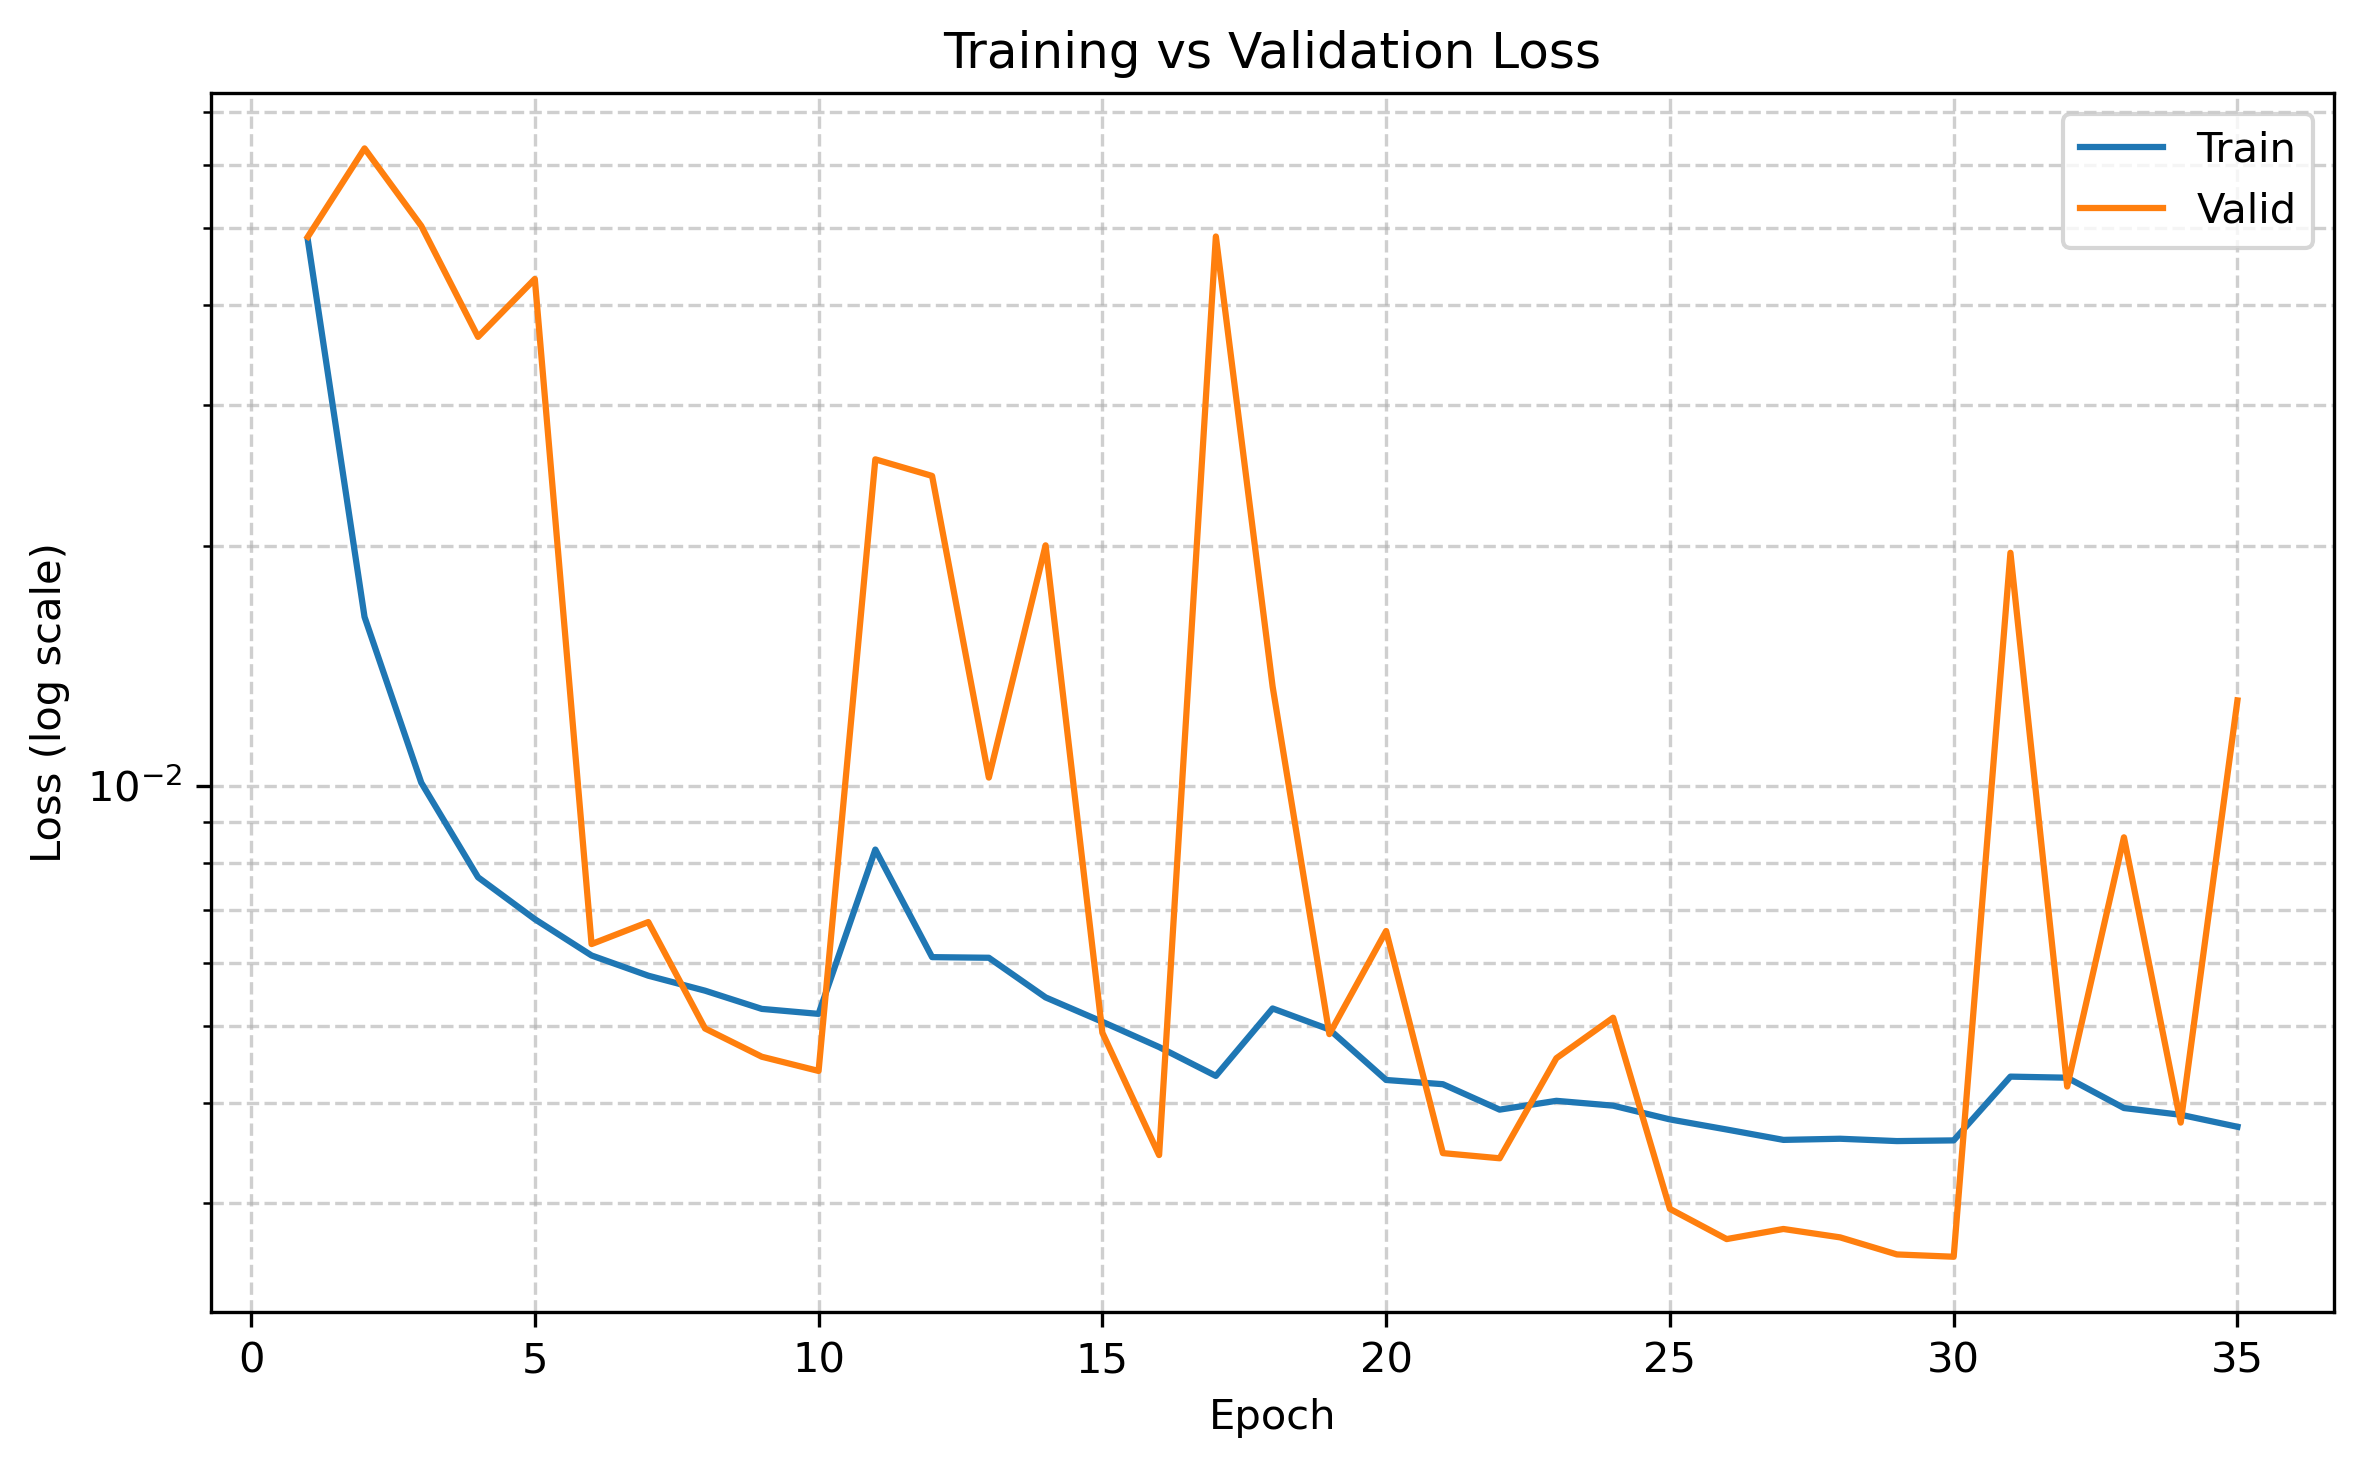 Training vs Validation Loss
Train
Valid
Loss (log scale)
10⁻²
0 5 10 15 20 25 30 35
Epoch